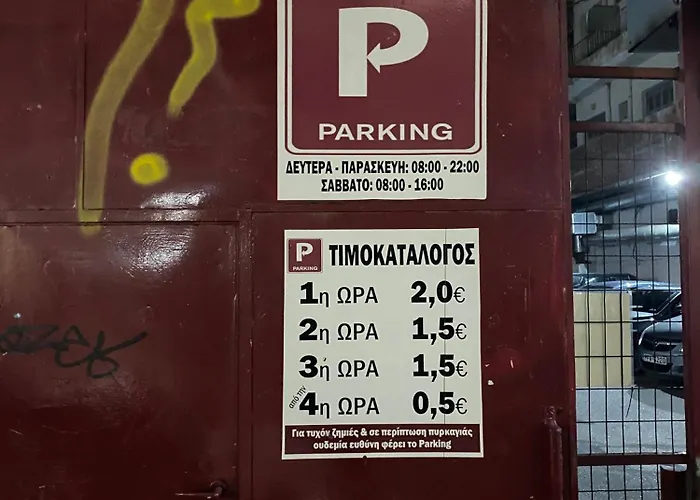 P
PARKING
ΔΕΥΤΕΡΑ - ΠΑΡΑΣΚΕΥΗ: 08:00 - 22:00
ΣΑΒΒΑΤΟ: 08:00 - 16:00
P PARKING ΤΙΜΟΚΑΤΑΛΟΓΟΣ
1η ΩΡΑ 2,0€
2η ΩΡΑ 1,5€
3ή ΩΡΑ 1,5€
από την 4η ΩΡΑ 0,5€
Για τυχόν ζημιές & σε περίπτωση πυρκαγιάς
ουδεμία ευθύνη φέρει το Parking